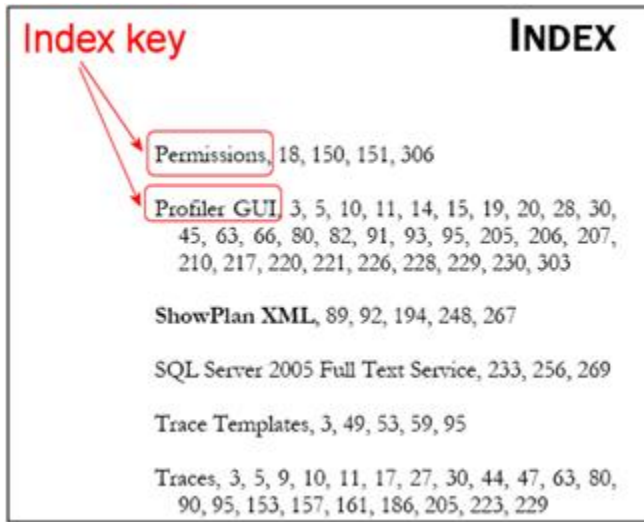 Index key
INDEX
Permissions, 18, 150, 151, 306
Profiler GUI, 3, 5, 10, 11, 14, 15, 19, 20, 28, 30,
45, 63, 66, 80, 82, 91, 93, 95, 205, 206, 207,
210, 217, 220, 221, 226, 228, 229, 230, 303
ShowPlan XML, 89, 92, 194, 248, 267
SQL Server 2005 Full Text Service, 233, 256, 269
Trace Templates, 3, 49, 53, 59, 95
Traces, 3, 5, 9, 10, 11, 17, 27, 30, 44, 47, 63, 80,
90, 95, 153, 157, 161, 186, 205, 223, 229